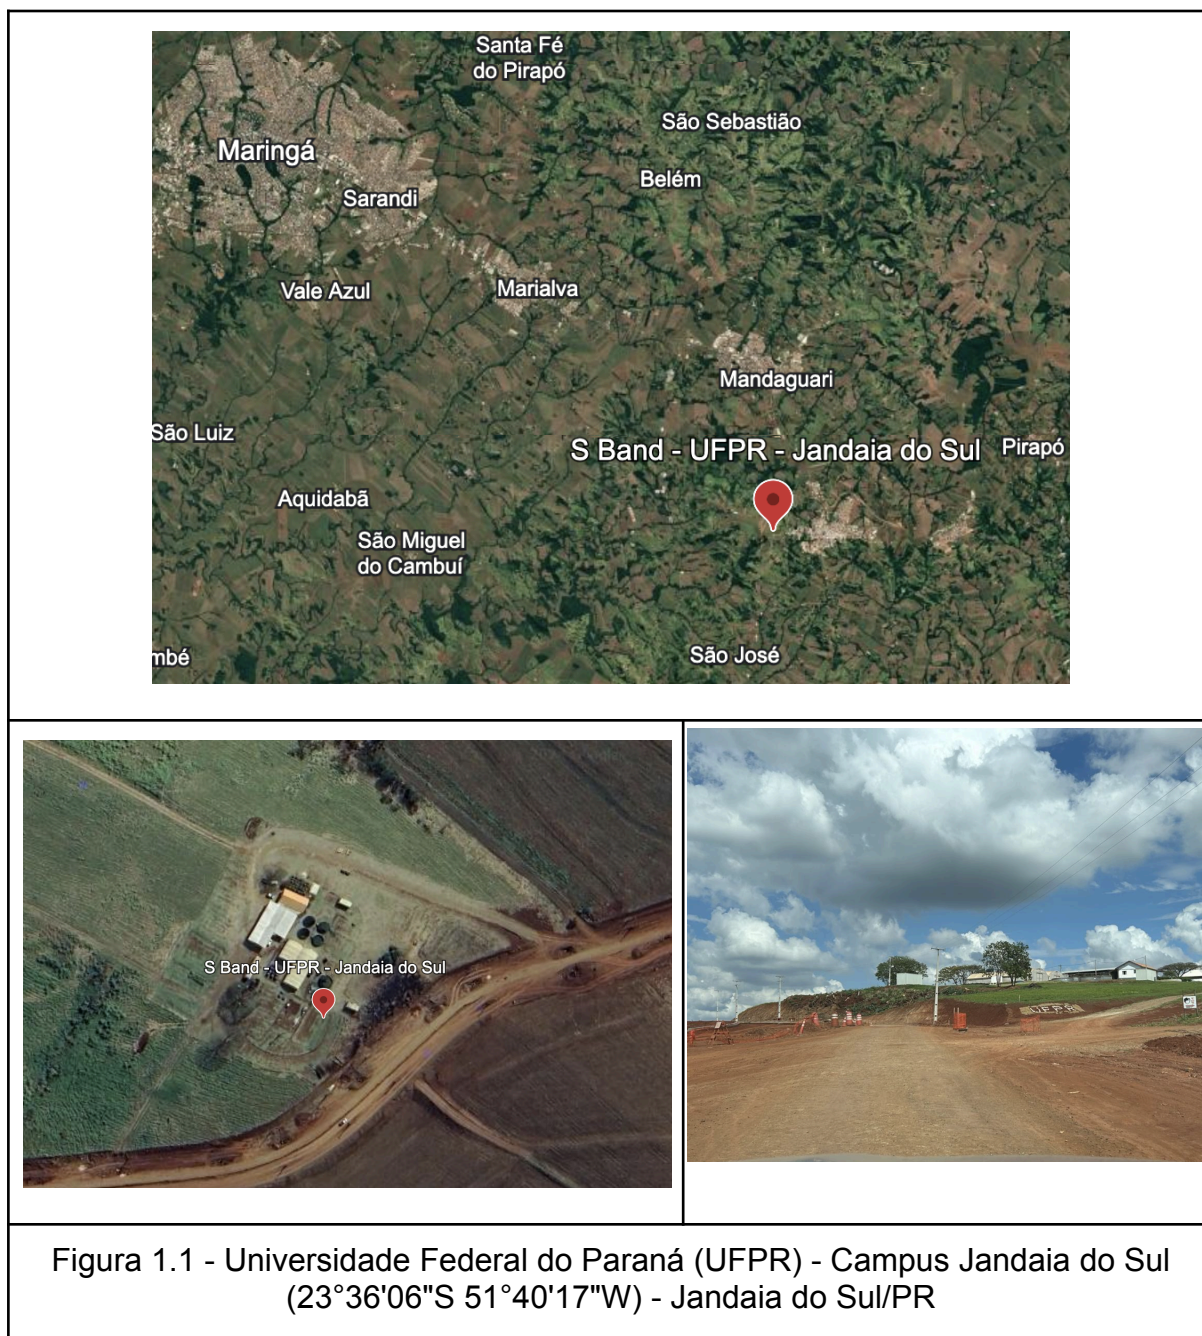 Santa Fé
do Pirapó
São Sebastião
Maringá
Belém
Sarandi
Vale Azul
Marialva
Mandaguari
São Luiz
S Band - UFPR - Jandaia do Sul
Pirapó
Aquidabã
São Miguel
do Cambuí
mbé
São José
S Band - UFPR - Jandaia do Sul
UFPR
Figura 1.1 - Universidade Federal do Paraná (UFPR) - Campus Jandaia do Sul
(23°36'06"S 51°40'17"W) - Jandaia do Sul/PR